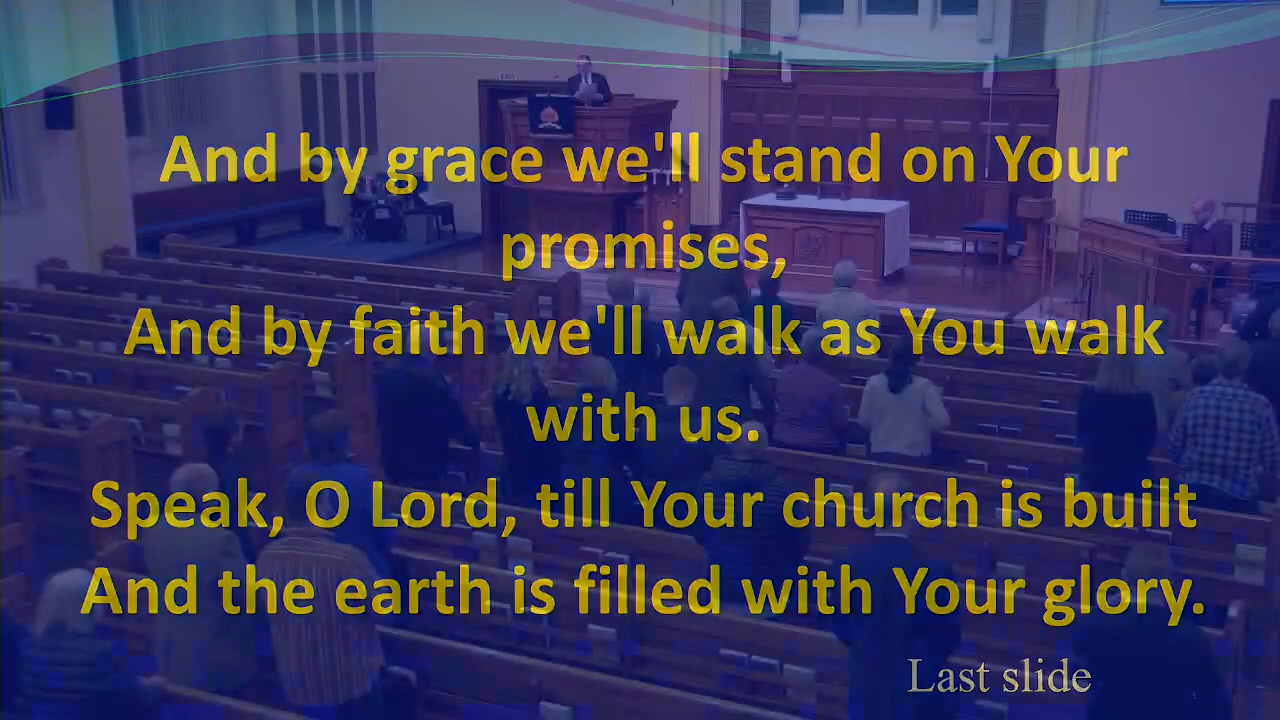 And by grace we'll stand on Your
promises,
And by faith we'll walk as You walk
with us.
Speak, O Lord, till Your church is built
And the earth is filled with Your glory.
Last slide